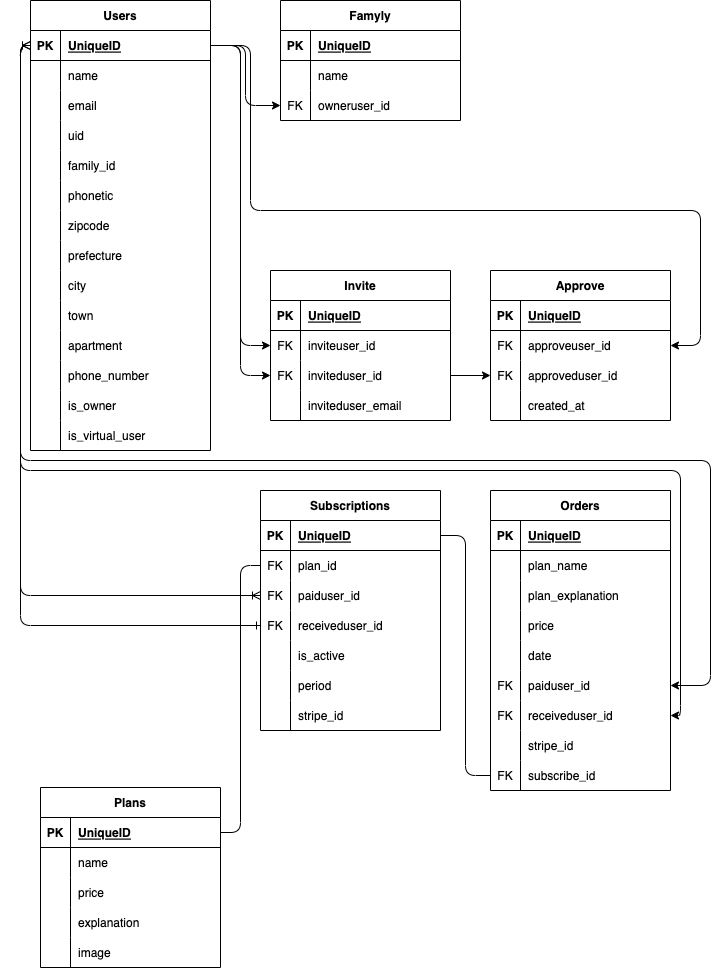 Users
PK UniqueID
name
email
uid
family_id
phonetic
zipcode
prefecture
city
town
apartment
phone_number
is_owner
is_virtual_user
Famyly
PK UniqueID
name
FK owneruser_id
Invite
PK UniqueID
FK inviteuser_id
FK inviteduser_id
inviteduser_email
Approve
PK UniqueID
FK approveuser_id
FK approveduser_id
created_at
Subscriptions
PK UniqueID
FK plan_id
FK paiduser_id
FK receiveduser_id
is_active
period
stripe_id
Orders
PK UniqueID
plan_name
plan_explanation
price
date
FK paiduser_id
FK receiveduser_id
stripe_id
FK subscribe_id
Plans
PK UniqueID
name
price
explanation
image